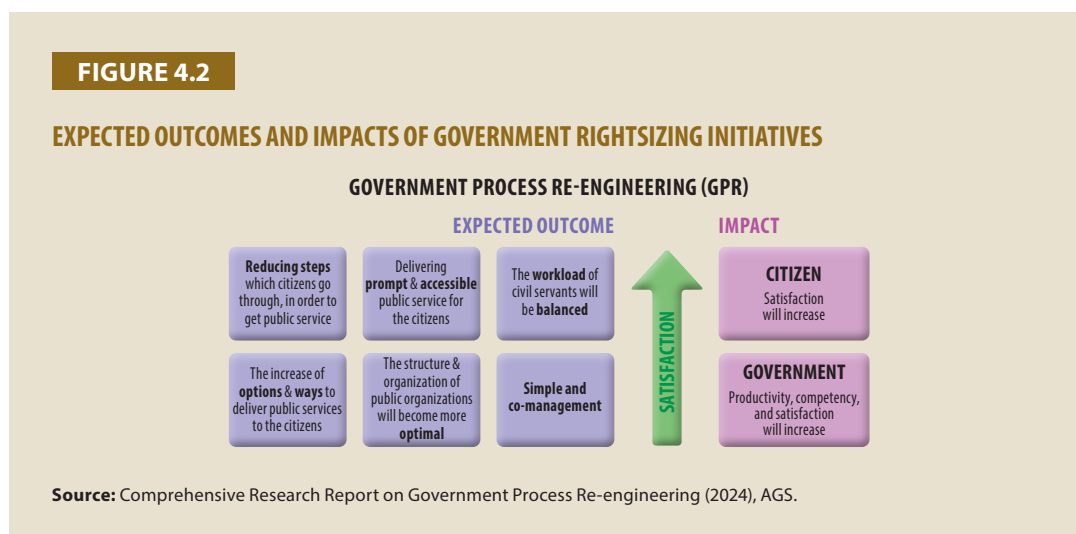 FIGURE 4.2
EXPECTED OUTCOMES AND IMPACTS OF GOVERNMENT RIGHTSIZING INITIATIVES
GOVERNMENT PROCESS RE-ENGINEERING (GPR)
EXPECTED OUTCOME
IMPACT
Reducing steps
which citizens go
through, in order to
get public service
Delivering
prompt & accessible
public service for
the citizens
The workload of
civil servants will
be balanced
The increase of
options & ways to
deliver public services
to the citizens
The structure &
organization of
public organizations
will become more
optimal
Simple and
co-management
SATISFACTION
CITIZEN
Satisfaction
will increase
GOVERNMENT
Productivity, competency,
and satisfaction
will increase
Source: Comprehensive Research Report on Government Process Re-engineering (2024), AGS.